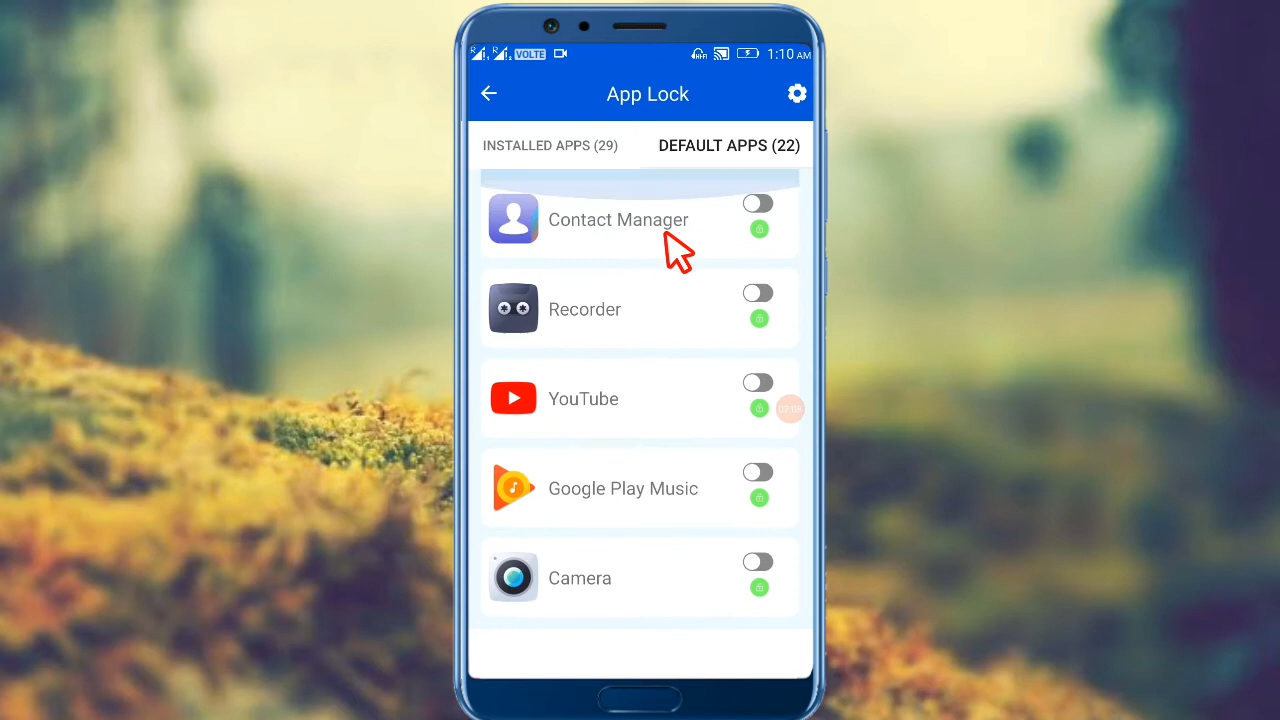 VOLTE 1:10 AM
App Lock
INSTALLED APPS (29) DEFAULT APPS (22)
Contact Manager
Recorder
YouTube
Google Play Music
Camera